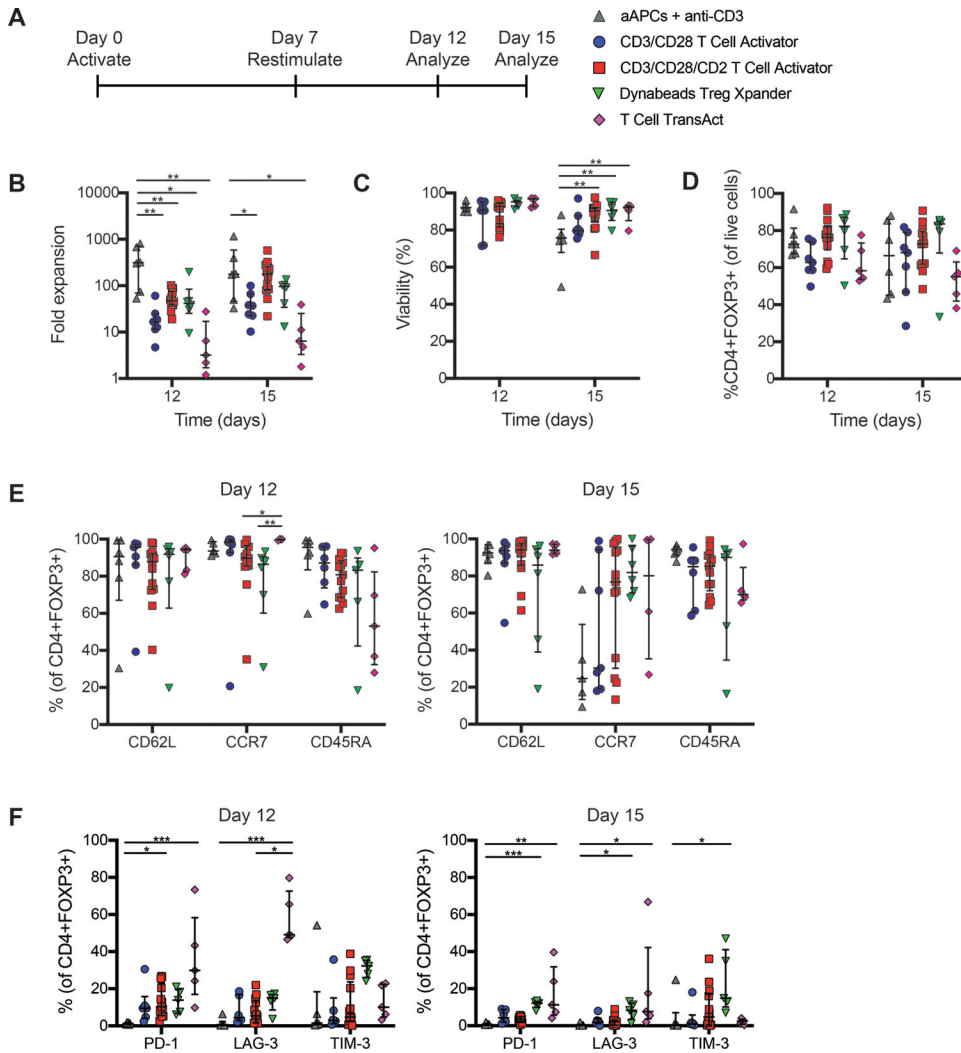 A
Day 0
Activate
Day 7
Restimulate
Day 12
Analyze
Day 15
Analyze
aAPCs + anti-CD3
CD3/CD28 T Cell Activator
CD3/CD28/CD2 T Cell Activator
Dynabeads Treg Xpander
T Cell TransAct
B
Fold expansion
10000
1000
100
10
1
**
*
**
**
*
*
12
15
Time (days)
C
Viability (%)
100
80
60
40
20
0
**
**
**
12
15
Time (days)
D
%CD4+FOXP3+ (of live cells)
100
80
60
40
20
0
12
15
Time (days)
E
Day 12
% (of CD4+FOXP3+)
100
80
60
40
20
0
*
**
CD62L
CCR7
CD45RA
Day 15
% (of CD4+FOXP3+)
100
80
60
40
20
0
CD62L
CCR7
CD45RA
F
Day 12
% (of CD4+FOXP3+)
100
80
60
40
20
0
***
*
***
*
PD-1
LAG-3
TIM-3
Day 15
% (of CD4+FOXP3+)
100
80
60
40
20
0
**
***
*
*
*
PD-1
LAG-3
TIM-3